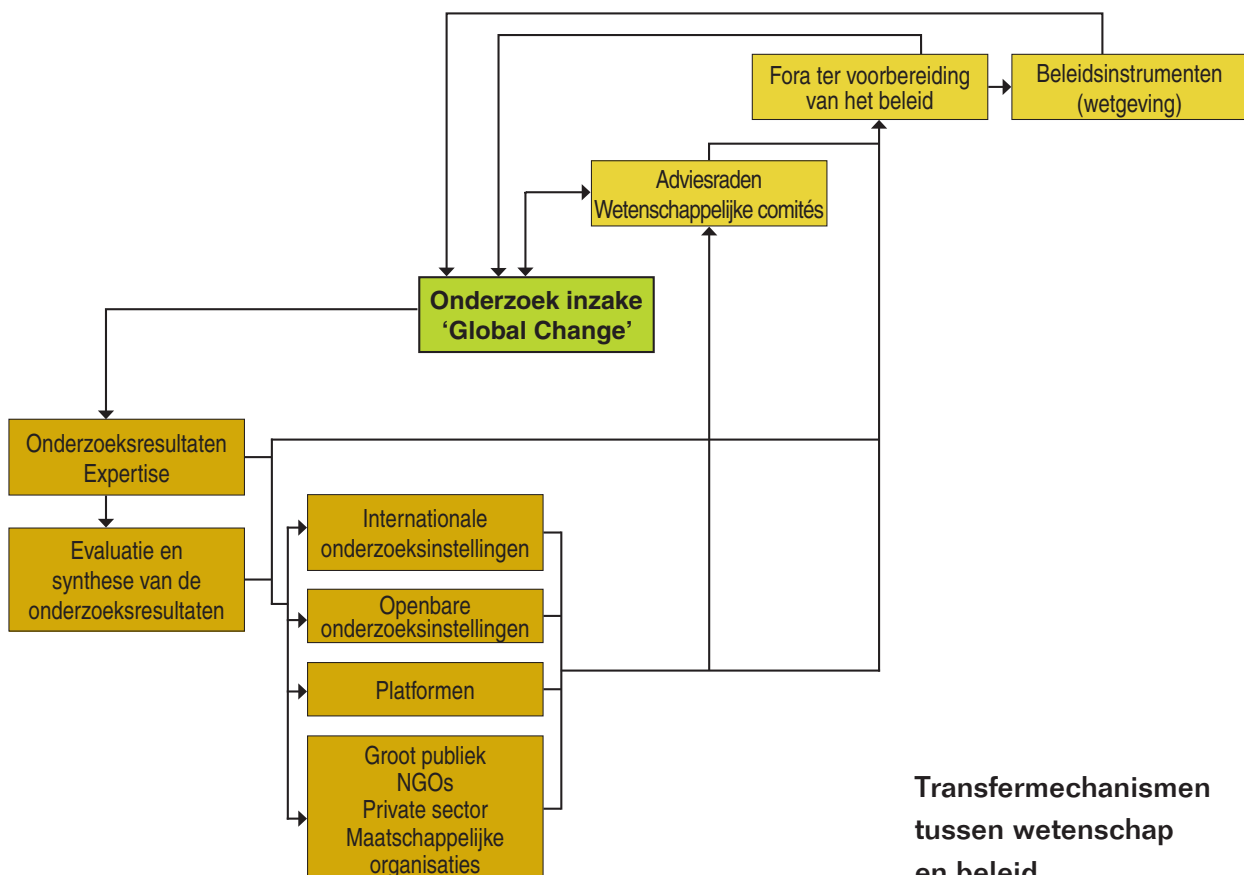 Fora ter voorbereiding
van het beleid
Beleidsinstrumenten
(wetgeving)
Adviesraden
Wetenschappelijke comités
Onderzoek inzake
‘Global Change’
Onderzoeksresultaten
Expertise
Evaluatie en
synthese van de
onderzoeksresultaten
Internationale
onderzoeksinstellingen
Openbare
onderzoeksinstellingen
Platformen
Groot publiek
NGOs
Private sector
Maatschappelijke
organisaties
Transfermechanismen
tussen wetenschap
en beleid